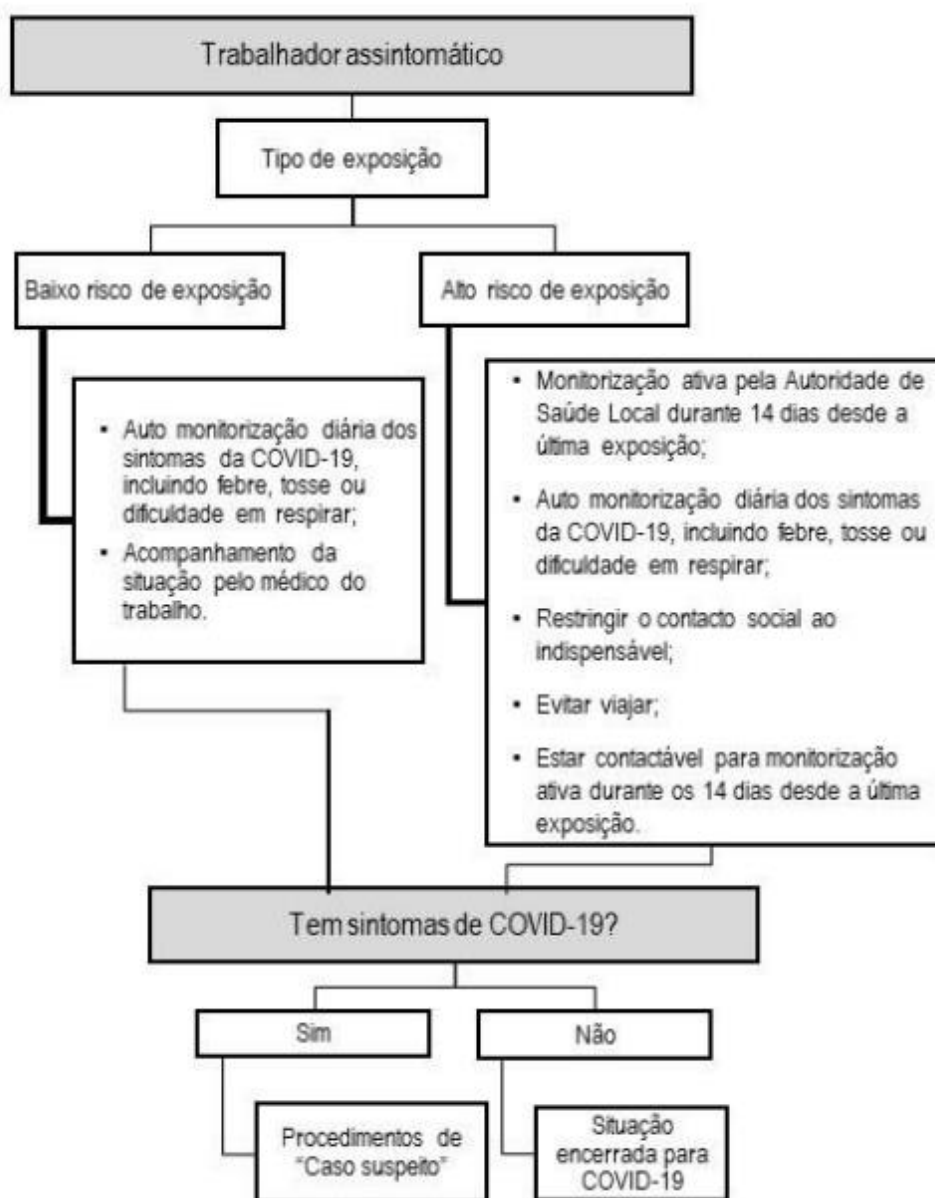 Trabalhador assintomático
Tipo de exposição
Baixo risco de exposição
Alto risco de exposição
• Auto monitorização diária dos
sintomas da COVID-19,
incluindo febre, tosse ou
dificuldade em respirar;
• Acompanhamento da
situação pelo médico do
trabalho.
• Monitorização ativa pela Autoridade de
Saúde Local durante 14 dias desde a
última exposição;
• Auto monitorização diária dos sintomas
da COVID-19, incluindo febre, tosse ou
dificuldade em respirar;
• Restringir o contacto social ao
indispensável;
• Evitar viajar;
• Estar contactável para monitorização
ativa durante os 14 dias desde a última
exposição.
Tem sintomas de COVID-19?
Sim
Não
Procedimentos de
“Caso suspeito”
Situação
encerrada para
COVID-19